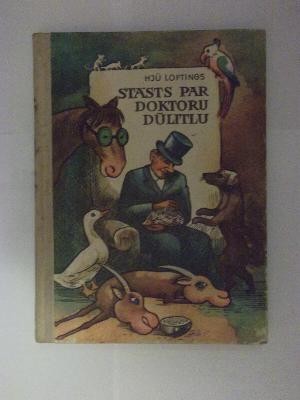 HJŪ LOFTINGS
STĀSTS PAR
DOKTORU
DŪLITLU